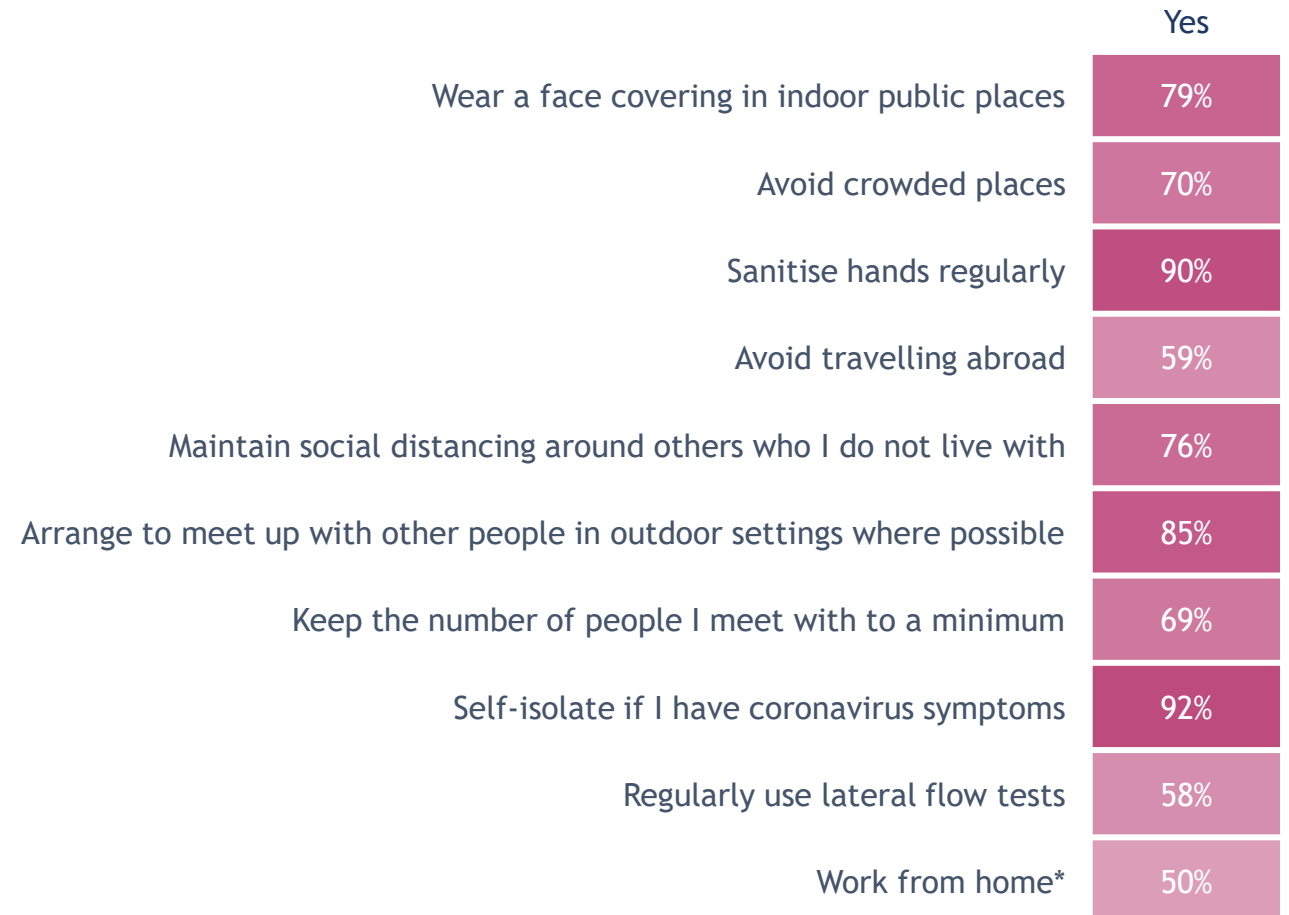 Yes
Wear a face covering in indoor public places 79%
Avoid crowded places 70%
Sanitise hands regularly 90%
Avoid travelling abroad 59%
Maintain social distancing around others who I do not live with 76%
Arrange to meet up with other people in outdoor settings where possible 85%
Keep the number of people I meet with to a minimum 69%
Self-isolate if I have coronavirus symptoms 92%
Regularly use lateral flow tests 58%
Work from home* 50%